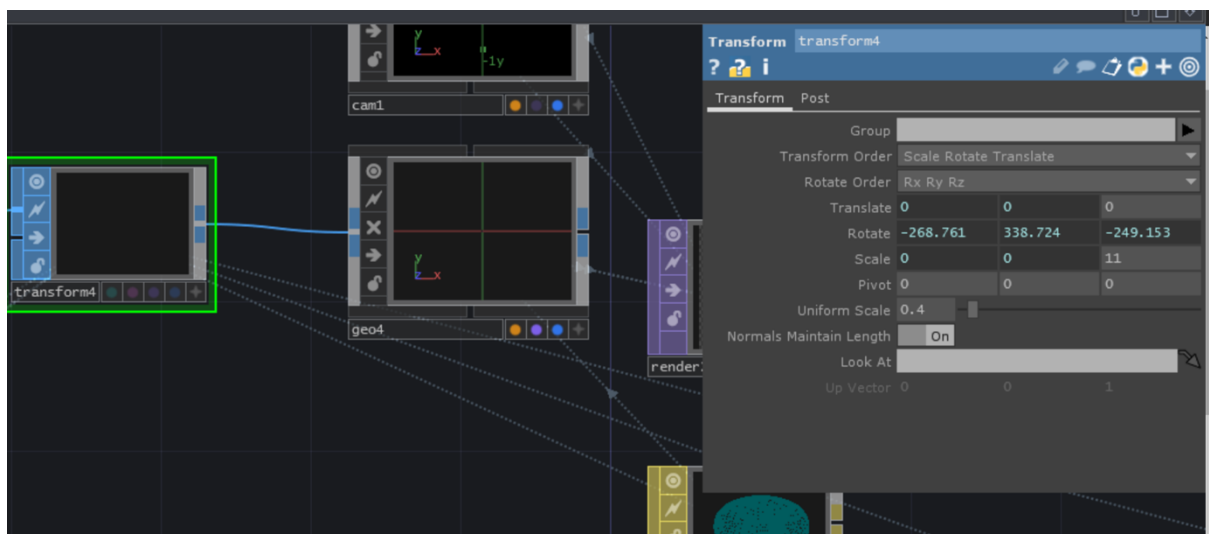 Transform transform4
? ? i
Transform Post
Group
Transform Order Scale Rotate Translate
Rotate Order Rx Ry Rz
Translate 0 0 0
Rotate -268.761 338.724 -249.153
Scale 0 0 11
Pivot 0 0 0
Uniform Scale 0.4
Normals Maintain Length On
Look At
Up Vector 0 0 1
y
x
-1y
cam1
transform4
y
x
geo4
render